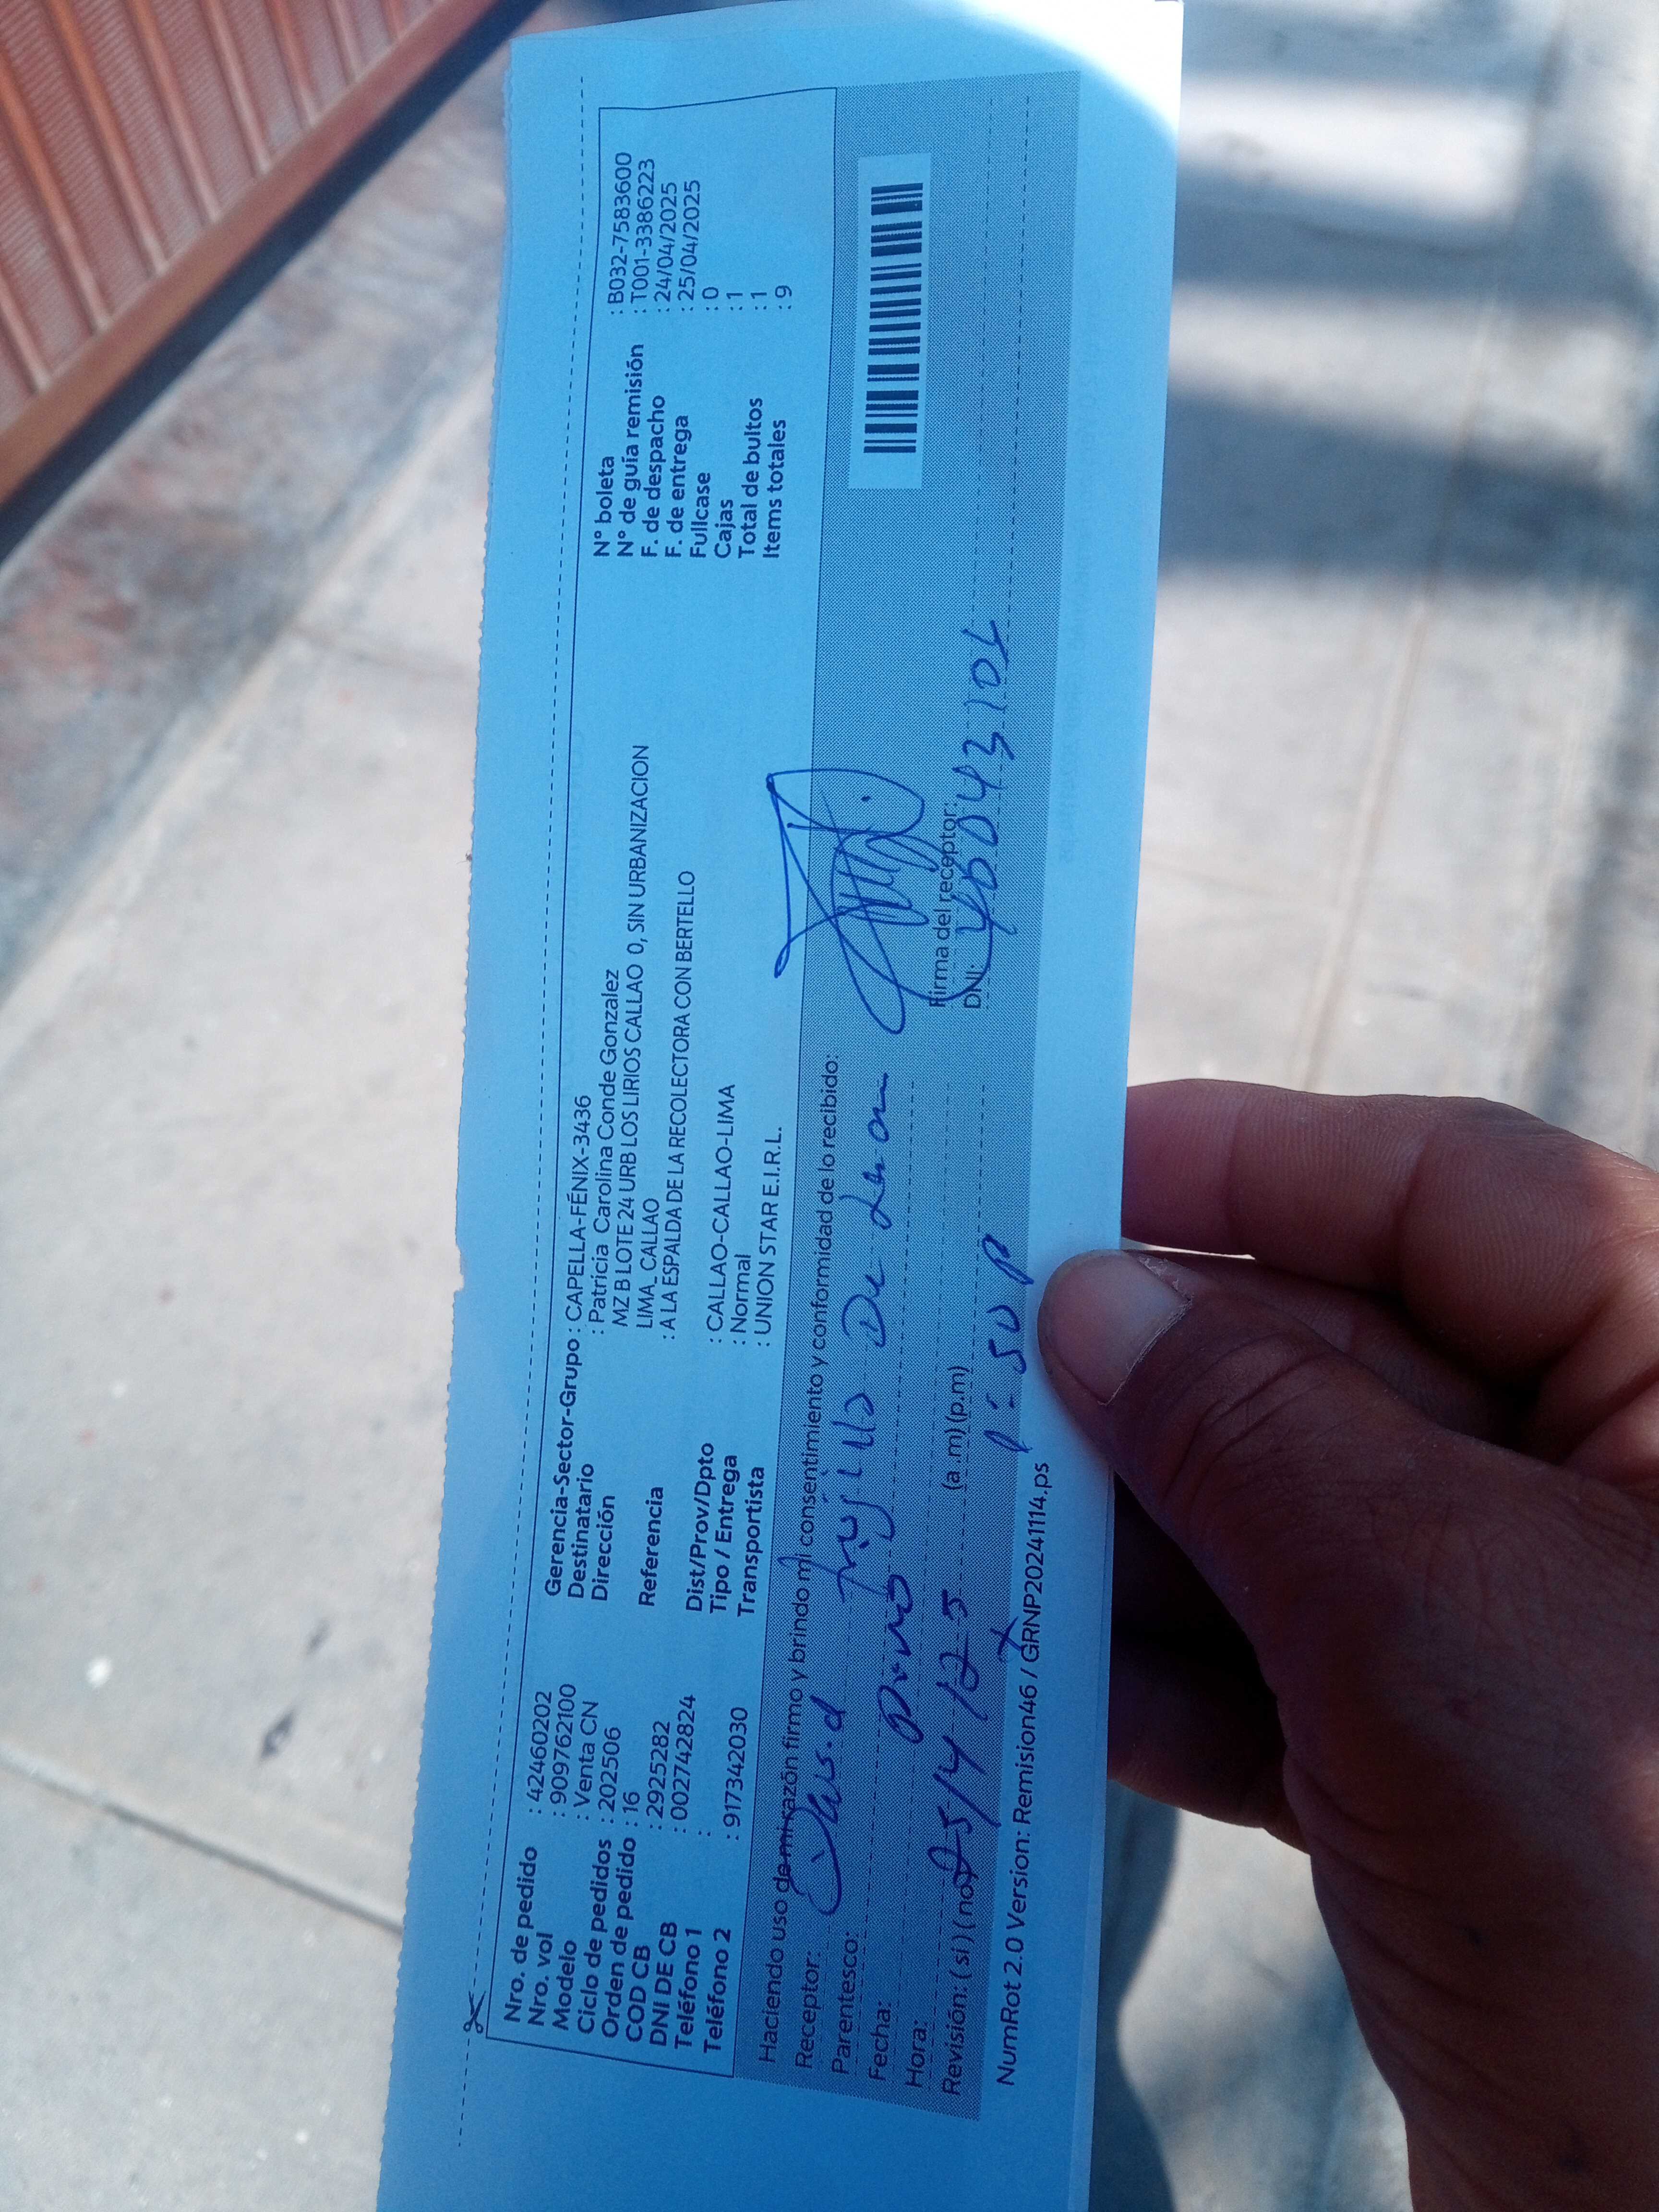 Nro. de pedido : 42460202
Nro. vol : 909762100
Modelo : Venta CN
Ciclo de pedidos : 202506
Orden de pedido : 16
COD CB : 2925282
DNI DE CB : 002742824
Teléfono 1 :
Teléfono 2 : 917342030
Gerencia-Sector-Grupo : CAPELLA-FÉNIX-3436
Destinatario : Patricia Carolina Conde Gonzalez
Dirección MZ B LOTE 24 URB LOS LIRIOS CALLAO 0, SIN URBANIZACION
LIMA_CALLAO
Referencia : A LA ESPALDA DE LA RECOLECTORA CON BERTELLO
Dist/Prov/Dpto : CALLAO-CALLAO-LIMA
Tipo / Entrega : Normal
Transportista : UNION STAR E.I.R.L.
N° boleta : B032-7583600
N° de guía remisión : T001-3386223
F. de despacho : 24/04/2025
F. de entrega : 25/04/2025
Fullcase : 0
Cajas : 1
Total de bultos : 1
Items totales : 9
Haciendo uso de mi razón firmo y brindo mi consentimiento y conformidad de lo recibido:
Receptor: Trujillo De
Parentesco:
Fecha:
Hora: (a.m) (p.m)
Revisión: (si) (no)
Firma del receptor:
DNI:
NumRot 2.0 Version: Remision46 / GRNP20241114.ps